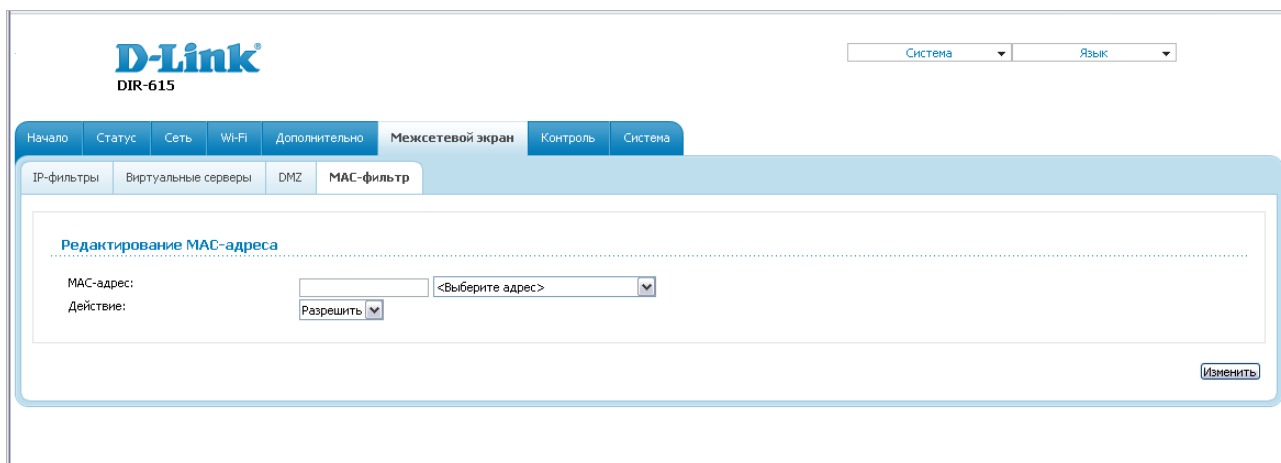 D-Link®
DIR-615
Система Язык
Начало Статус Сеть Wi-Fi Дополнительно Межсетевой экран Контроль Система
IP-фильтры Виртуальные серверы DMZ MAC-фильтр
Редактирование MAC-адреса
MAC-адрес: <Выберите адрес>
Действие: Разрешить
Изменить